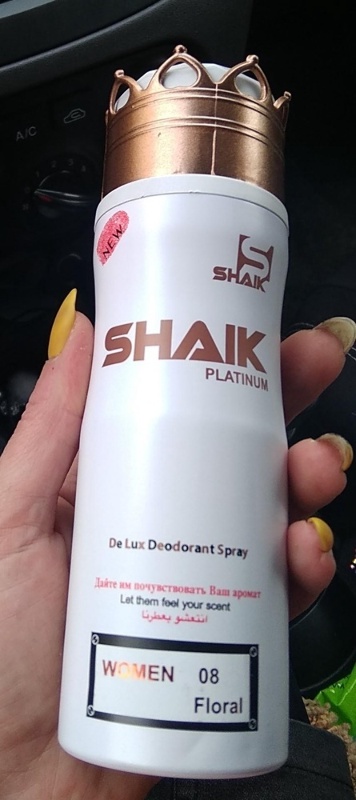 A/C
NEW
S
SHAIK
SHAIK
PLATINUM
De Lux Deodorant Spray
Дайте им почувствовать Ваш аромат
Let them feel your scent
انتعشو بعطرنا
WOMEN 08
Floral